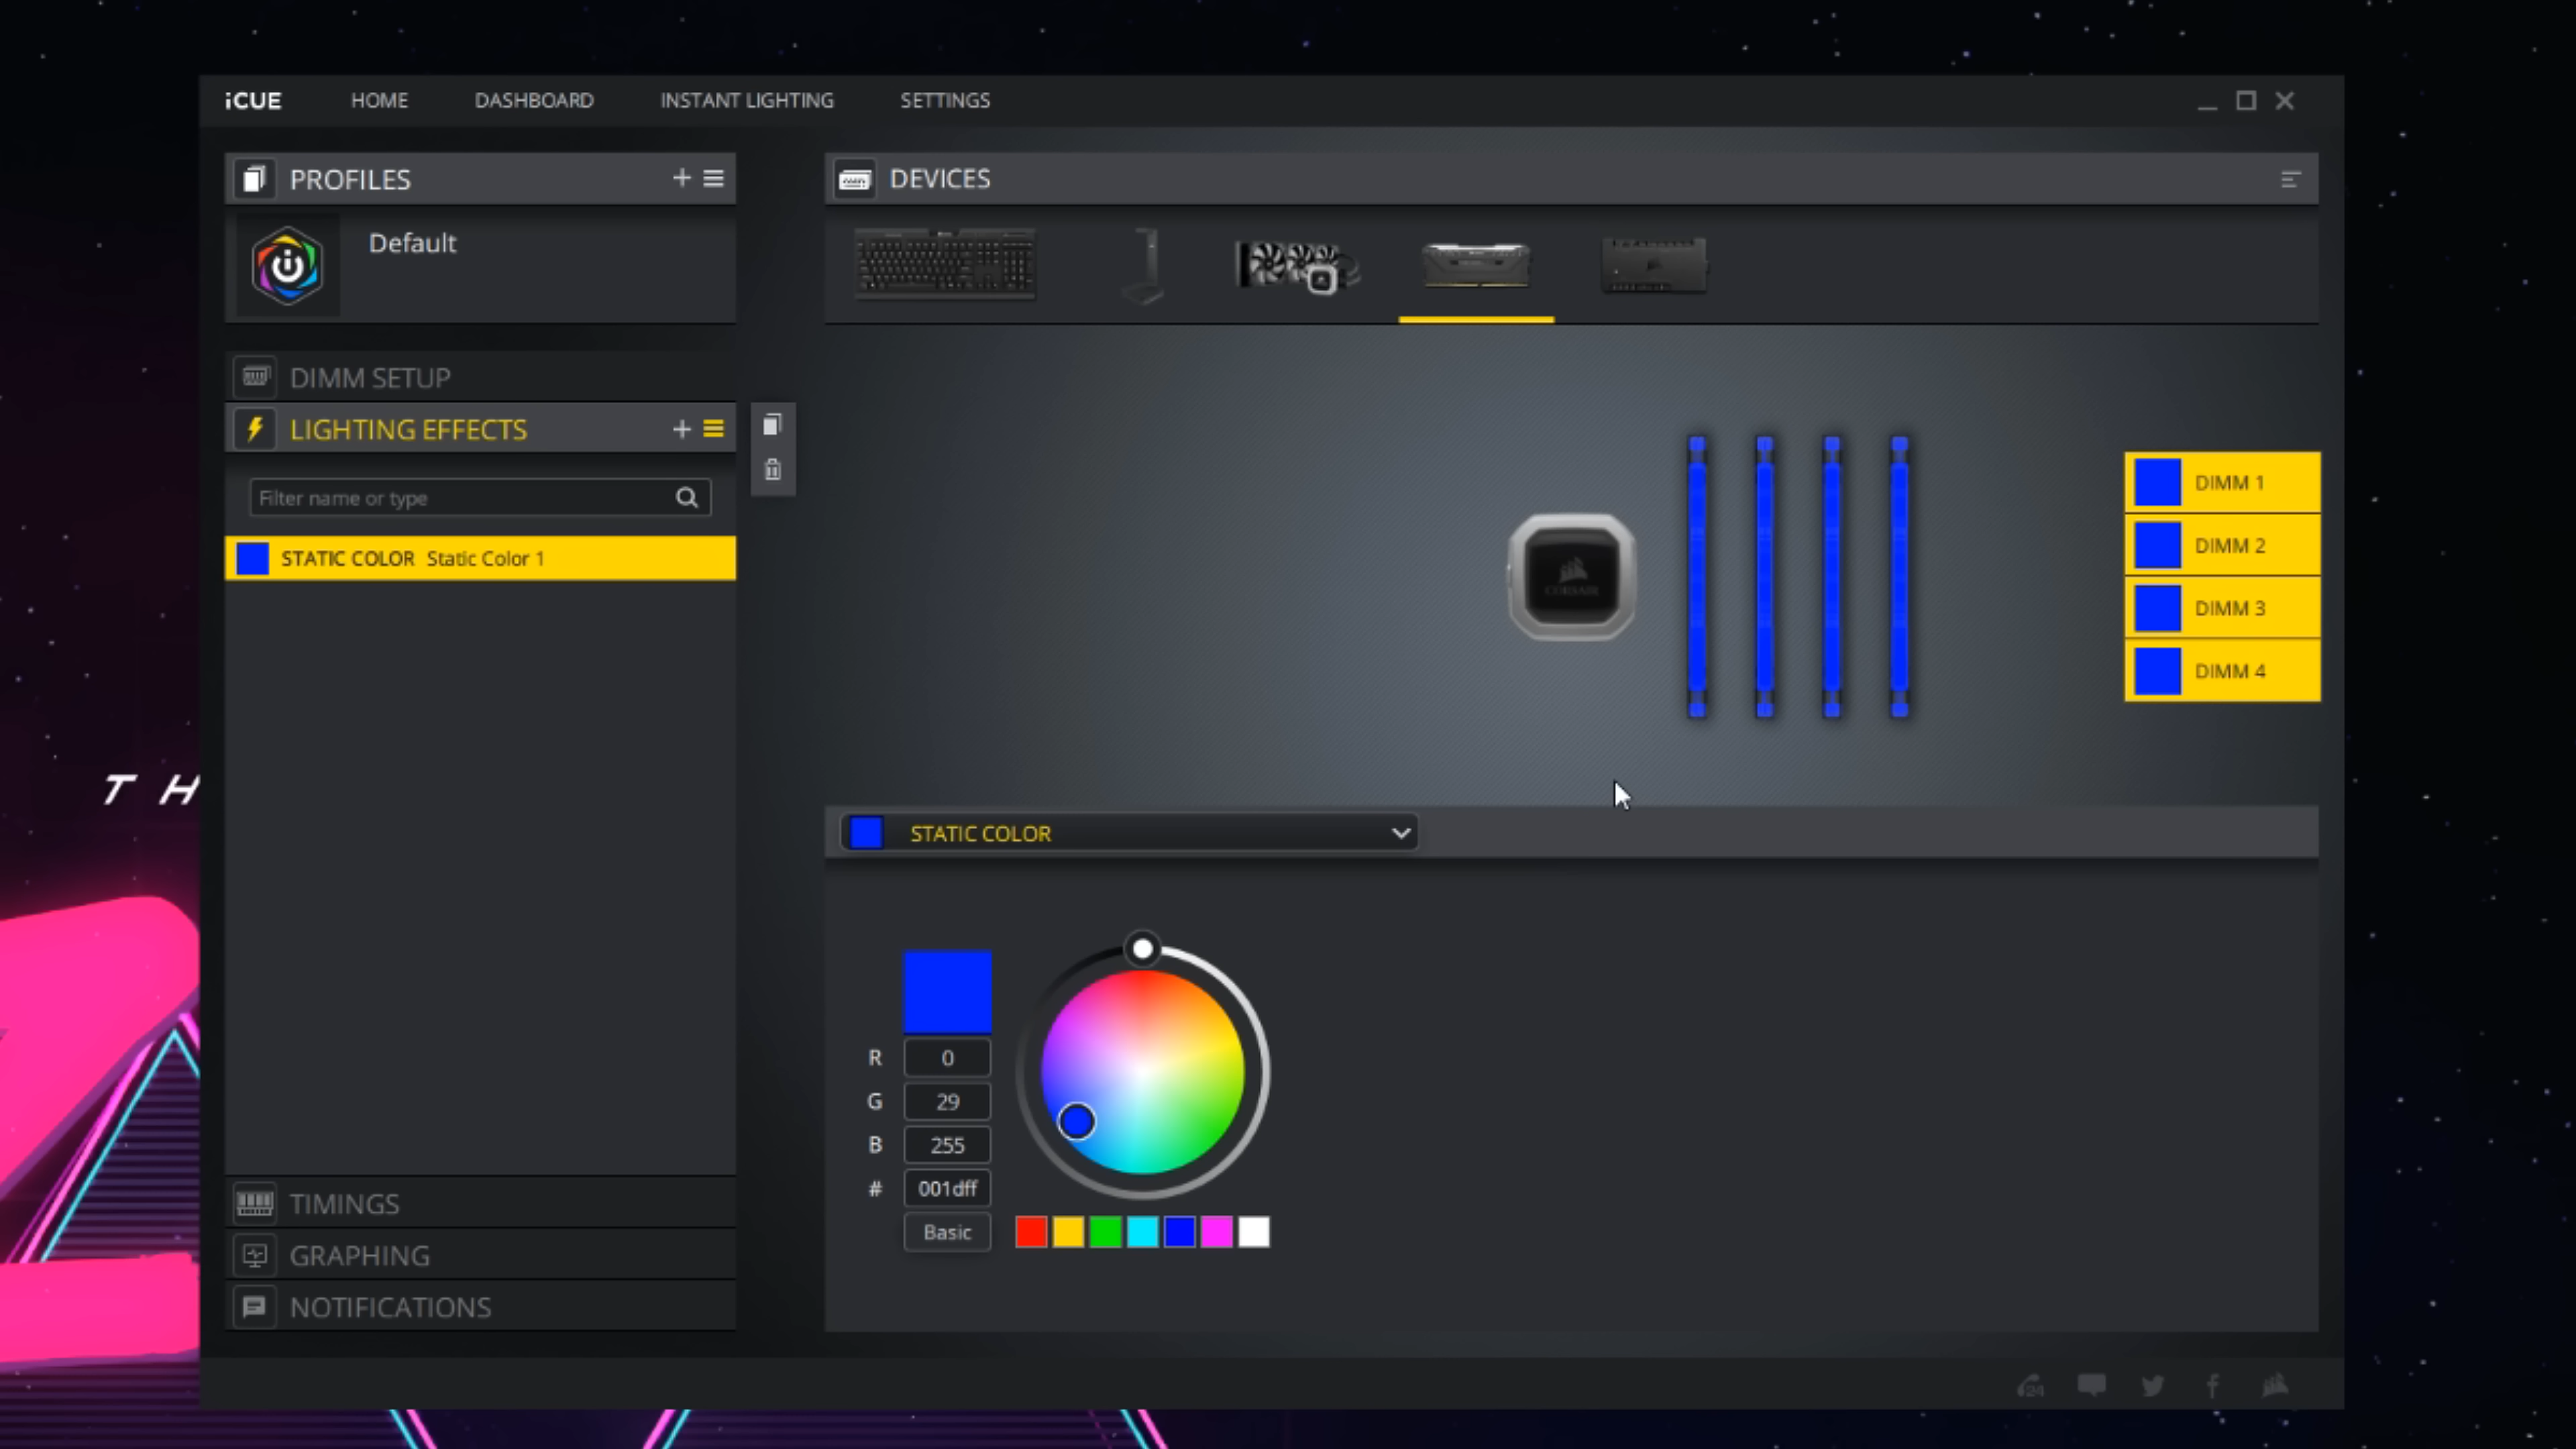 iCUE HOME DASHBOARD INSTANT LIGHTING SETTINGS
PROFILES
DEVICES
Default
DIMM SETUP
LIGHTING EFFECTS
Filter name or type
STATIC COLOR Static Color 1
CORSAIR
DIMM 1
DIMM 2
DIMM 3
DIMM 4
T H
STATIC COLOR
R 0
G 29
B 255
# 001dff
Basic
TIMINGS
GRAPHING
NOTIFICATIONS
24